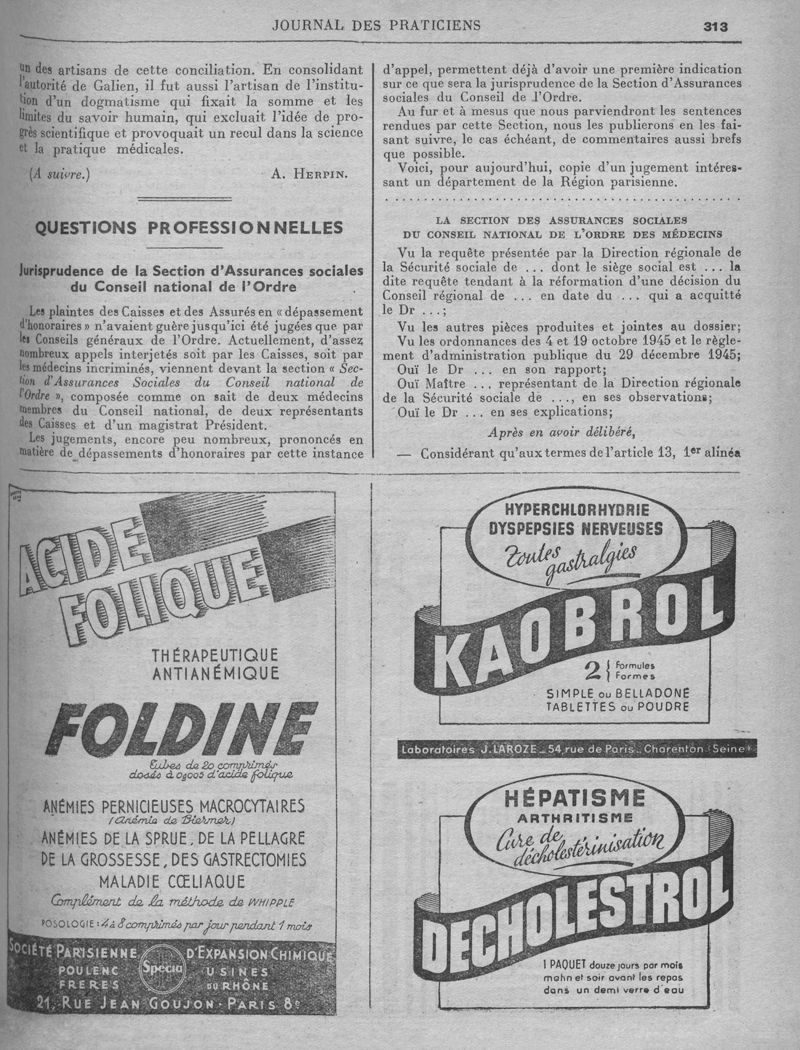 JOURNAL DES PRATICIENS
313
un des artisans de cette conciliation. En consolidant
l'autorité de Galien, il fut aussi l'artisan de l'institu-
tion d'un dogmatisme qui fixait la somme et les
limites du savoir humain, qui excluait l'idée de pro-
grès scientifique et provoquait un recul dans la science
et la pratique médicales.
(A suivre.) A. HERPIN.
QUESTIONS PROFESSIONNELLES
Jurisprudence de la Section d'Assurances sociales
du Conseil national de l'Ordre
Les plaintes des Caisses et des Assurés en « dépassement
d'honoraires » n'avaient guère jusqu'ici été jugées que par
les Conseils généraux de l'Ordre. Actuellement, d'assez
nombreux appels interjetés soit par les Caisses, soit par
les médecins incriminés, viennent devant la section « Sec-
tion d'Assurances Sociales du Conseil national de
l'Ordre », composée comme on sait de deux médecins
membres du Conseil national, de deux représentants
des Caisses et d'un magistrat Président.
Les jugements, encore peu nombreux, prononcés en
matière de dépassements d'honoraires par cette instance
d'appel, permettent déjà d'avoir une première indication
sur ce que sera la jurisprudence de la Section d'Assurances
sociales du Conseil de l'Ordre.
Au fur et à mesus que nous parviendront les sentences
rendues par cette Section, nous les publierons en les fai-
sant suivre, le cas échéant, de commentaires aussi brefs
que possible.
Voici, pour aujourd'hui, copie d'un jugement intéres-
sant un département de la Région parisienne.
LA SECTION DES ASSURANCES SOCIALES
DU CONSEIL NATIONAL DE L'ORDRE DES MÉDECINS
Vu la requête présentée par la Direction régionale de
la Sécurité sociale de ... dont le siège social est ... la
dite requête tendant à la réformation d'une décision du
Conseil régional de ... en date du ... qui a acquitté
le Dr ...;
Vu les autres pièces produites et jointes au dossier;
Vu les ordonnances des 4 et 19 octobre 1945 et le règle-
ment d'administration publique du 29 décembre 1945;
Ouï le Dr ... en son rapport;
Ouï Maître ... représentant de la Direction régionale
de la Sécurité sociale de ..., en ses observations;
Ouï le Dr ... en ses explications;
Après en avoir délibéré,
— Considérant qu'aux termes de l'article 13, 1er alinéa
ACIDE
FOLIQUE
THÉRAPEUTIQUE
ANTIANÉMIQUE
FOLDINE
Tubes de 20 comprimés
dosés à 0g005 d'acide folique
ANÉMIES PERNICIEUSES MACROCYTAIRES
(Anémie de Biermer)
ANÉMIES DE LA SPRUE, DE LA PELLAGRE
DE LA GROSSESSE, DES GASTRECTOMIES
MALADIE CŒLIAQUE
Complément de la méthode de WHIPPLE
POSOLOGIE : 4 à 8 comprimés par jour pendant 1 mois
SOCIÉTÉ PARISIENNE D'EXPANSION CHIMIQUE
POULENC FRÈRES Specia USINES DU RHÔNE
21, RUE JEAN GOUJON - PARIS 8e
HYPERCHLORHYDRIE
DYSPEPSIES NERVEUSES
Toutes
gastralgies
KAOBROL
2 } Formules
Formes
SIMPLE ou BELLADONÉ
TABLETTES ou POUDRE
Laboratoires J. LAROZE - 54, rue de Paris - Charenton (Seine)
HÉPATISME
ARTHRITISME
Cure de
décholestérinisation
DECHOLESTROL
1 PAQUET douze jours par mois
matin et soir avant les repas
dans un demi verre d'eau